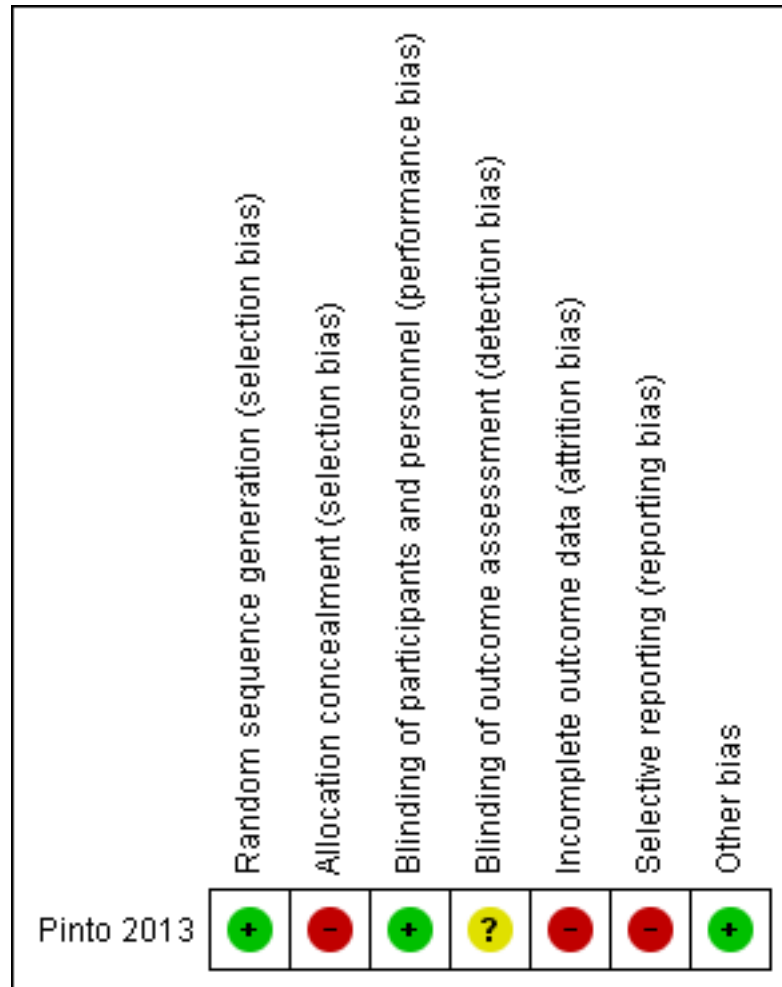 Random sequence generation (selection bias)
Allocation concealment (selection bias)
Blinding of participants and personnel (performance bias)
Blinding of outcome assessment (detection bias)
Incomplete outcome data (attrition bias)
Selective reporting (reporting bias)
Other bias
Pinto 2013 + - + ? - - +